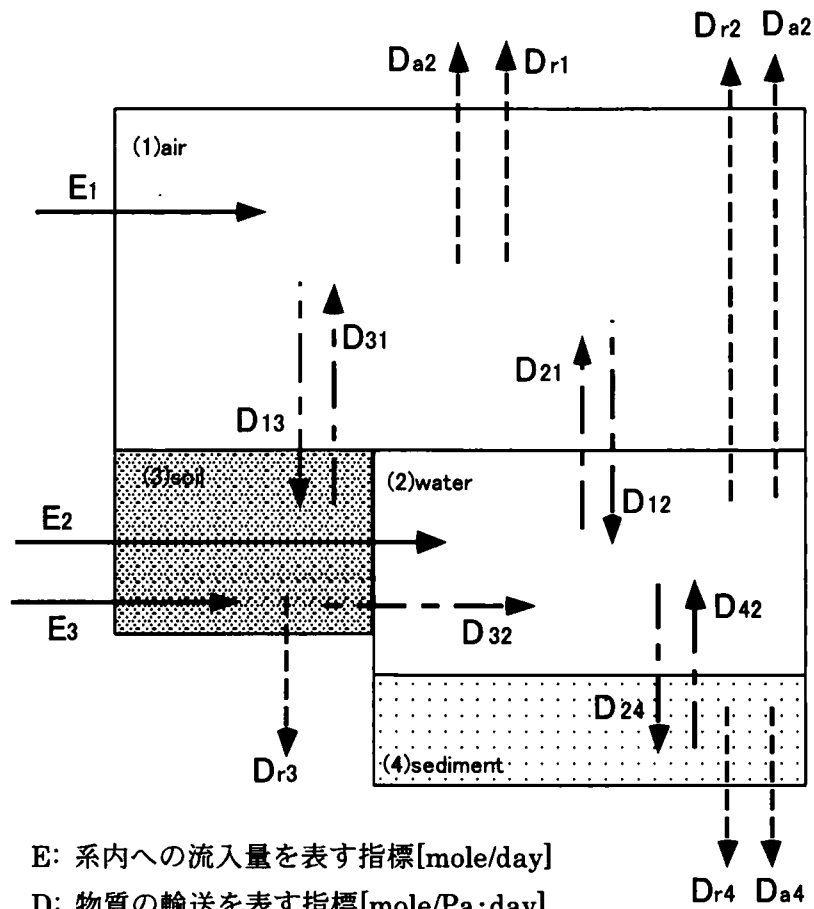 Dr2 Da2
Da2 Dr1
(1)air
E1
D31
D21
D13
(3)soil
(2)water
D12
E2
E3
D32
D42
D24
Dr3
(4)sediment
E: 系内への流入量を表す指標[mole/day]
D: 物質の輸送を表す指標[mole/Pa·day]
Dr4 Da4